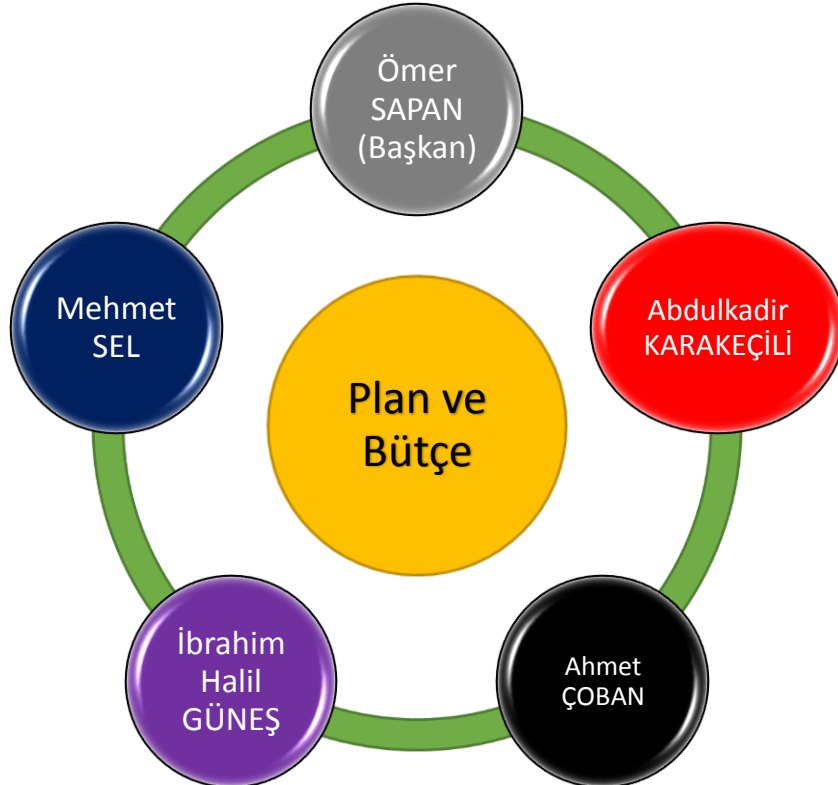 Ömer
SAPAN
(Başkan)
Abdulkadir
KARAKEÇİLİ
Ahmet
ÇOBAN
İbrahim
Halil
GÜNEŞ
Mehmet
SEL
Plan ve
Bütçe